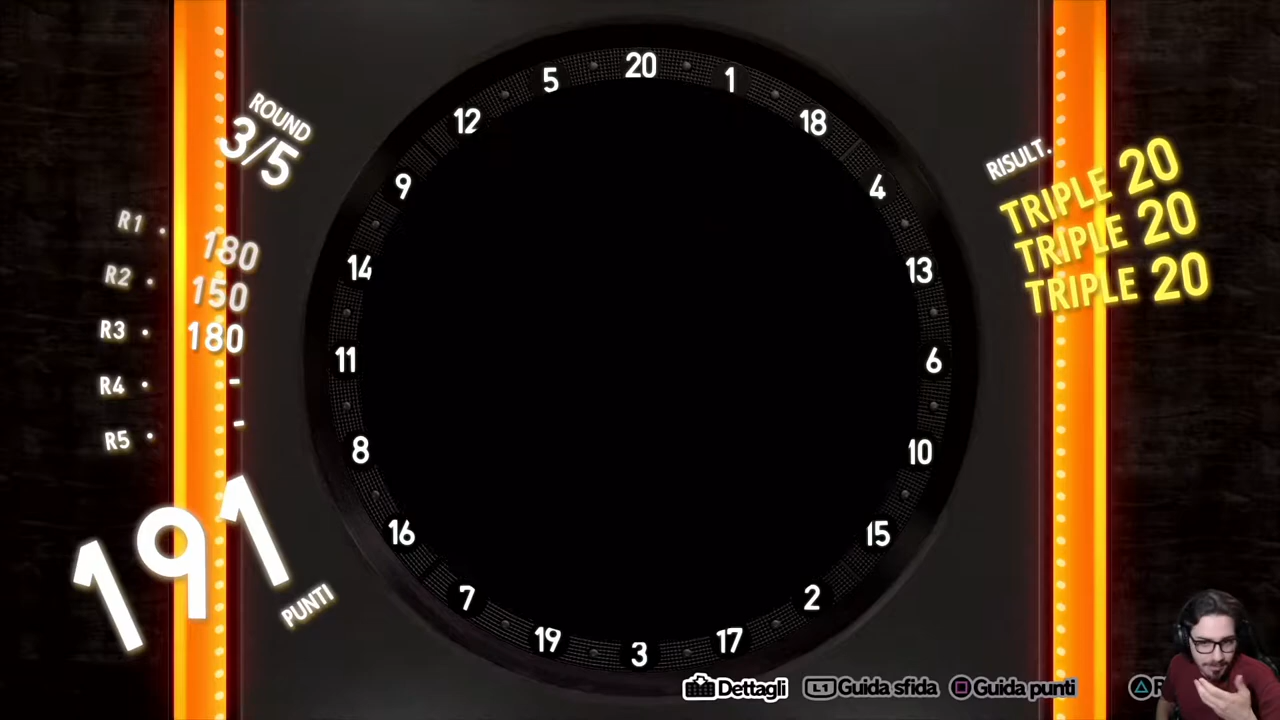 ROUND
3/5
R1 · 180
R2 · 150
R3 · 180
R4 · -
R5 · -
191
PUNTI
20
1
18
4
13
6
10
15
2
17
3
19
7
16
8
11
14
9
12
5
RISULT.
TRIPLE 20
TRIPLE 20
TRIPLE 20
Dettagli L1 Guida sfida Guida punti